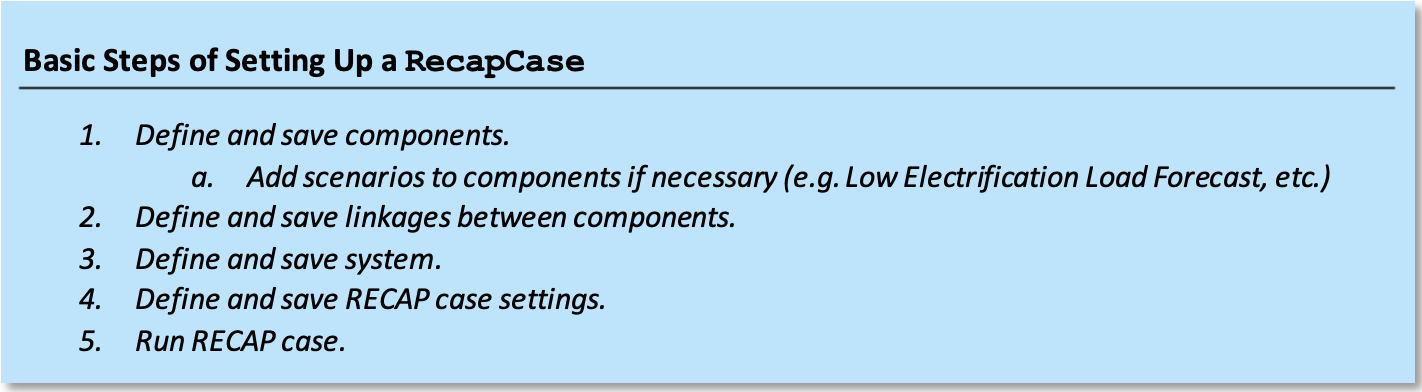 Basic Steps of Setting Up a RecapCase
1. Define and save components.
a. Add scenarios to components if necessary (e.g. Low Electrification Load Forecast, etc.)
2. Define and save linkages between components.
3. Define and save system.
4. Define and save RECAP case settings.
5. Run RECAP case.